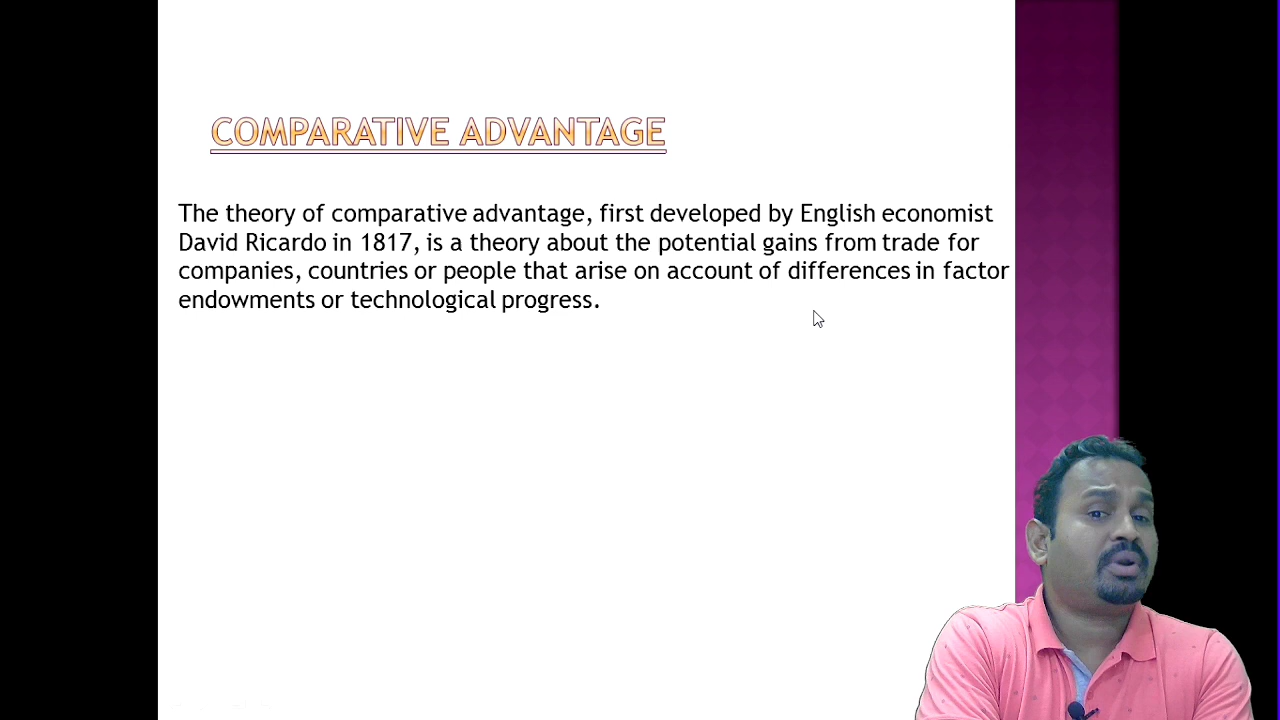 COMPARATIVE ADVANTAGE
The theory of comparative advantage, first developed by English economist
David Ricardo in 1817, is a theory about the potential gains from trade for
companies, countries or people that arise on account of differences in factor
endowments or technological progress.